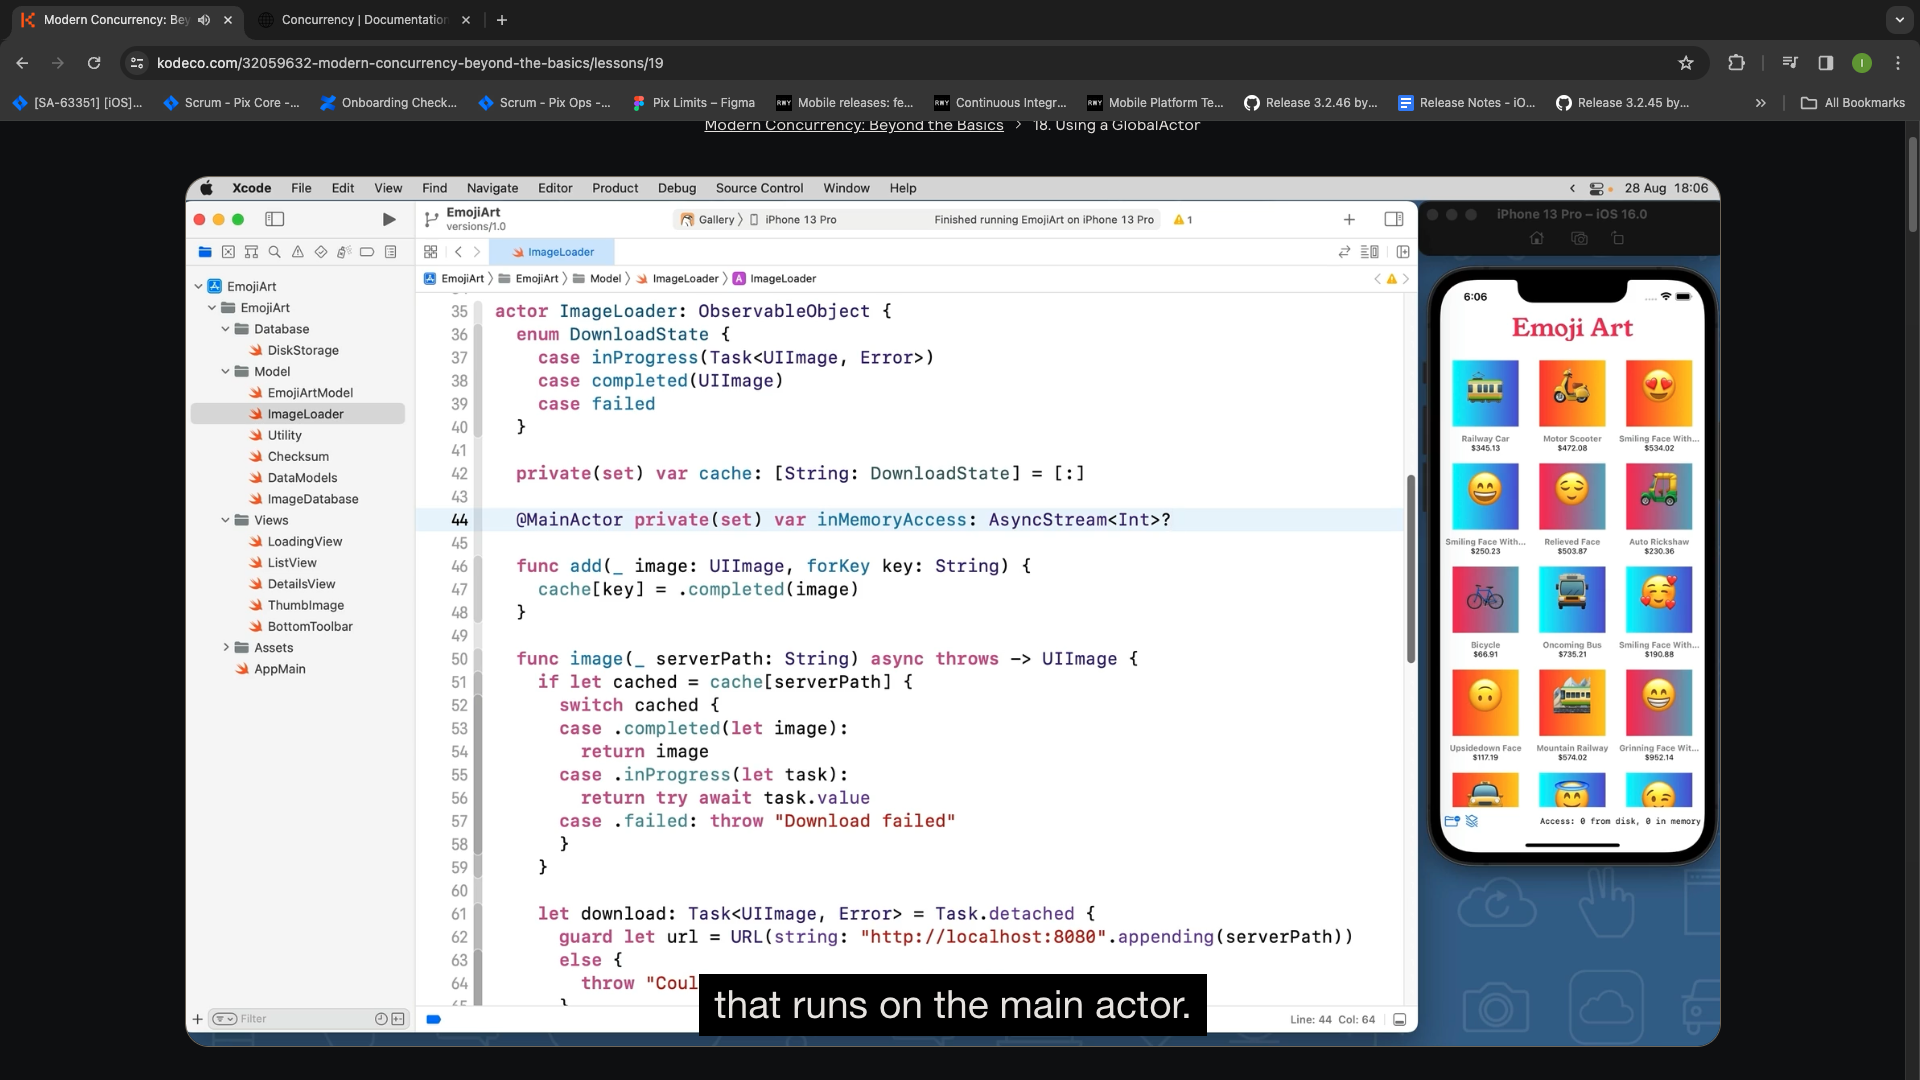 Modern Concurrency: Bey
Concurrency | Documentation
kodeco.com/32059632-modern-concurrency-beyond-the-basics/lessons/19
I
[SA-63351] [iOS]...
Scrum - Pix Core -...
Onboarding Check...
Scrum - Pix Ops -...
Pix Limits – Figma
RWY
Mobile releases: fe...
RWY
Continuous Integr...
RWY
Mobile Platform Te...
Release 3.2.46 by...
Release Notes - iO...
Release 3.2.45 by...
»
All Bookmarks
Modern Concurrency: Beyond the Basics > 18. Using a GlobalActor
Xcode File Edit View Find Navigate Editor Product Debug Source Control Window Help
28 Aug 18:06
EmojiArt
versions/1.0
Gallery 〉 iPhone 13 Pro
Finished running EmojiArt on iPhone 13 Pro
1
ImageLoader
EmojiArt 〉 EmojiArt 〉 Model 〉 ImageLoader 〉 A ImageLoader
EmojiArt
EmojiArt
Database
DiskStorage
Model
EmojiArtModel
ImageLoader
Utility
Checksum
DataModels
ImageDatabase
Views
LoadingView
ListView
DetailsView
ThumbImage
BottomToolbar
Assets
AppMain
Filter
35 actor ImageLoader: ObservableObject {
36 enum DownloadState {
37 case inProgress(Task<UIImage, Error>)
38 case completed(UIImage)
39 case failed
40 }
41
42 private(set) var cache: [String: DownloadState] = [:]
43
44 @MainActor private(set) var inMemoryAccess: AsyncStream<Int>?
45
46 func add(_ image: UIImage, forKey key: String) {
47 cache[key] = .completed(image)
48 }
49
50 func image(_ serverPath: String) async throws -> UIImage {
51 if let cached = cache[serverPath] {
52 switch cached {
53 case .completed(let image):
54 return image
55 case .inProgress(let task):
56 return try await task.value
57 case .failed: throw "Download failed"
58 }
59 }
60
61 let download: Task<UIImage, Error> = Task.detached {
62 guard let url = URL(string: "http://localhost:8080".appending(serverPath))
63 else {
64 throw "Coul
that runs on the main actor.
Line: 44 Col: 64
iPhone 13 Pro – iOS 16.0
6:06
Emoji Art
Railway Car Motor Scooter Smiling Face With...
$345.13 $472.08 $534.02
Smiling Face With... Relieved Face Auto Rickshaw
$250.23 $503.87 $230.36
Bicycle Oncoming Bus Smiling Face With...
$66.91 $735.21 $190.88
Upsidedown Face Mountain Railway Grinning Face Wit...
$117.19 $574.02 $952.14
Access: 0 from disk, 0 in memory